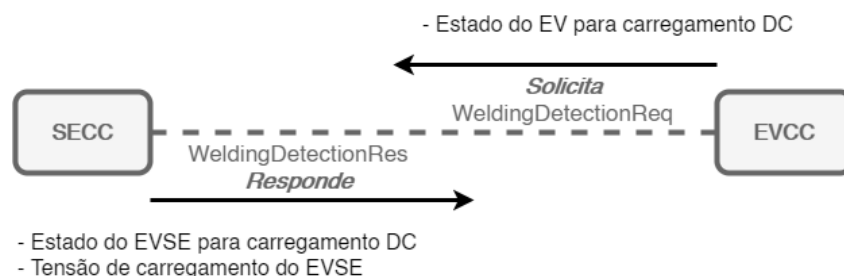 - Estado do EV para carregamento DC
Solicita
WeldingDetectionReq
SECC
EVCC
WeldingDetectionRes
Responde
- Estado do EVSE para carregamento DC
- Tensão de carregamento do EVSE